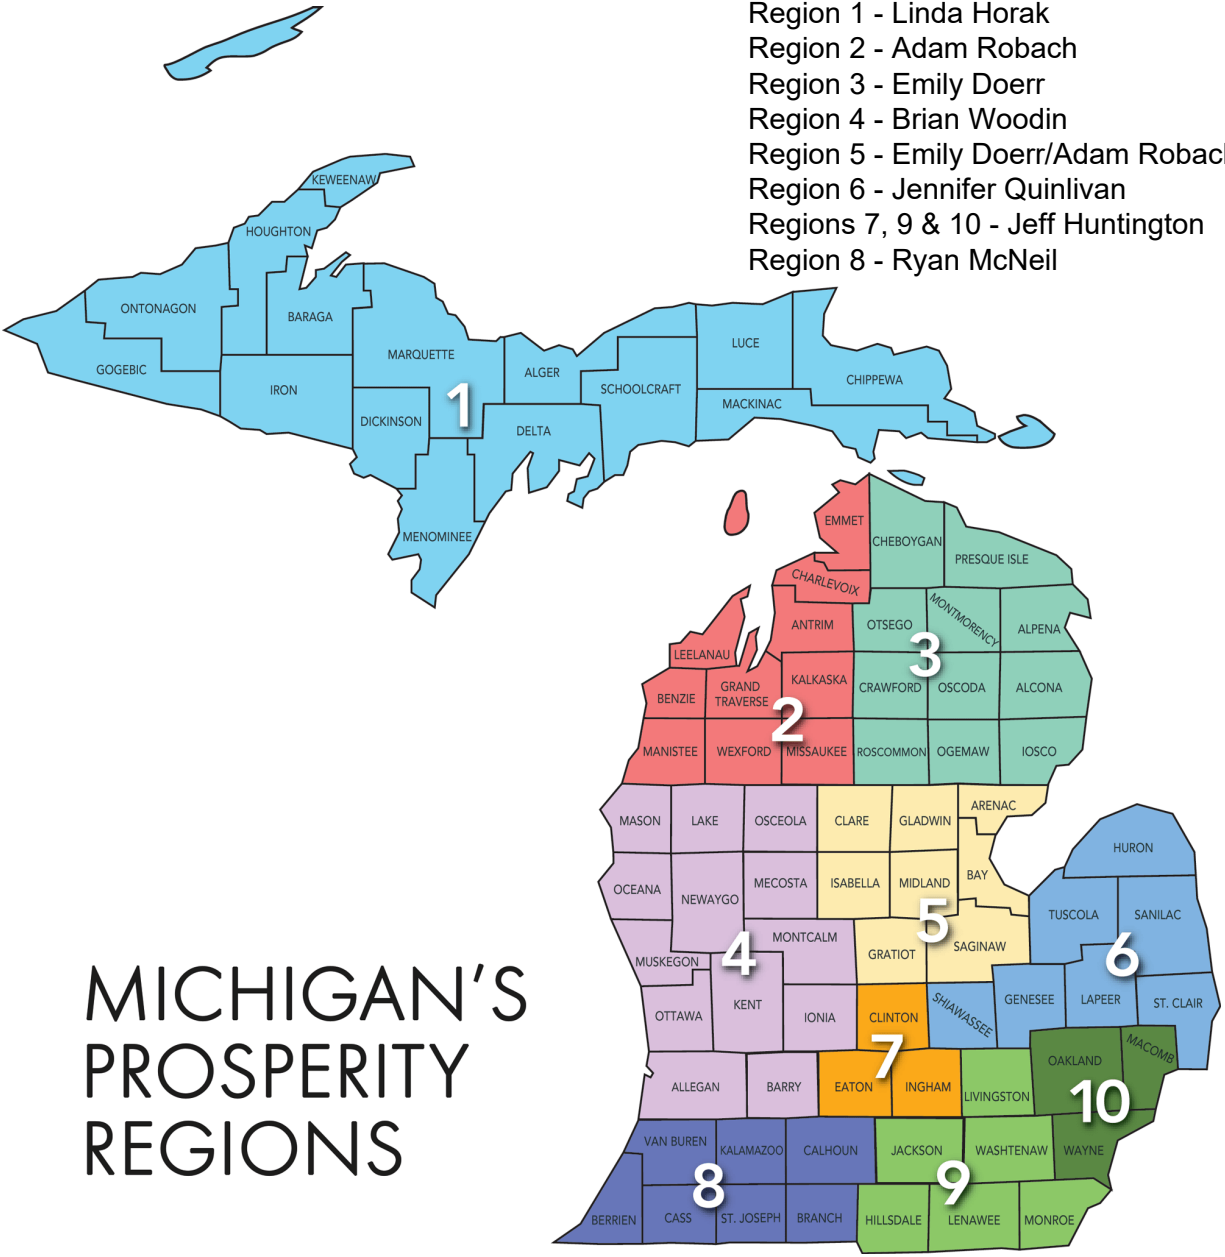 Region 1 - Linda Horak
Region 2 - Adam Robach
Region 3 - Emily Doerr
Region 4 - Brian Woodin
Region 5 - Emily Doerr/Adam Robach
Region 6 - Jennifer Quinlivan
Regions 7, 9 & 10 - Jeff Huntington
Region 8 - Ryan McNeil
KEWEENAW
HOUGHTON
ONTONAGON
BARAGA
GOGEBIC
IRON
MARQUETTE
ALGER
LUCE
SCHOOLCRAFT
CHIPPEWA
MACKINAC
DICKINSON
1
DELTA
MENOMINEE
EMMET
CHEBOYGAN
PRESQUE ISLE
CHARLEVOIX
ANTRIM
OTSEGO
MONTMORENCY
ALPENA
LEELANAU
3
BENZIE
GRAND
TRAVERSE
KALKASKA
CRAWFORD
OSCODA
ALCONA
2
MANISTEE
WEXFORD
MISSAUKEE
ROSCOMMON
OGEMAW
IOSCO
MASON
LAKE
OSCEOLA
CLARE
GLADWIN
ARENAC
HURON
OCEANA
NEWAYGO
MECOSTA
ISABELLA
MIDLAND
BAY
TUSCOLA
SANILAC
5
MONTCALM
GRATIOT
SAGINAW
4
6
MUSKEGON
OTTAWA
KENT
IONIA
CLINTON
SHIAWASSEE
GENESEE
LAPEER
ST. CLAIR
7
ALLEGAN
BARRY
EATON
INGHAM
LIVINGSTON
OAKLAND
MACOMB
10
VAN BUREN
KALAMAZOO
CALHOUN
JACKSON
WASHTENAW
WAYNE
8
9
BERRIEN
CASS
ST. JOSEPH
BRANCH
HILLSDALE
LENAWEE
MONROE
MICHIGAN'S
PROSPERITY
REGIONS